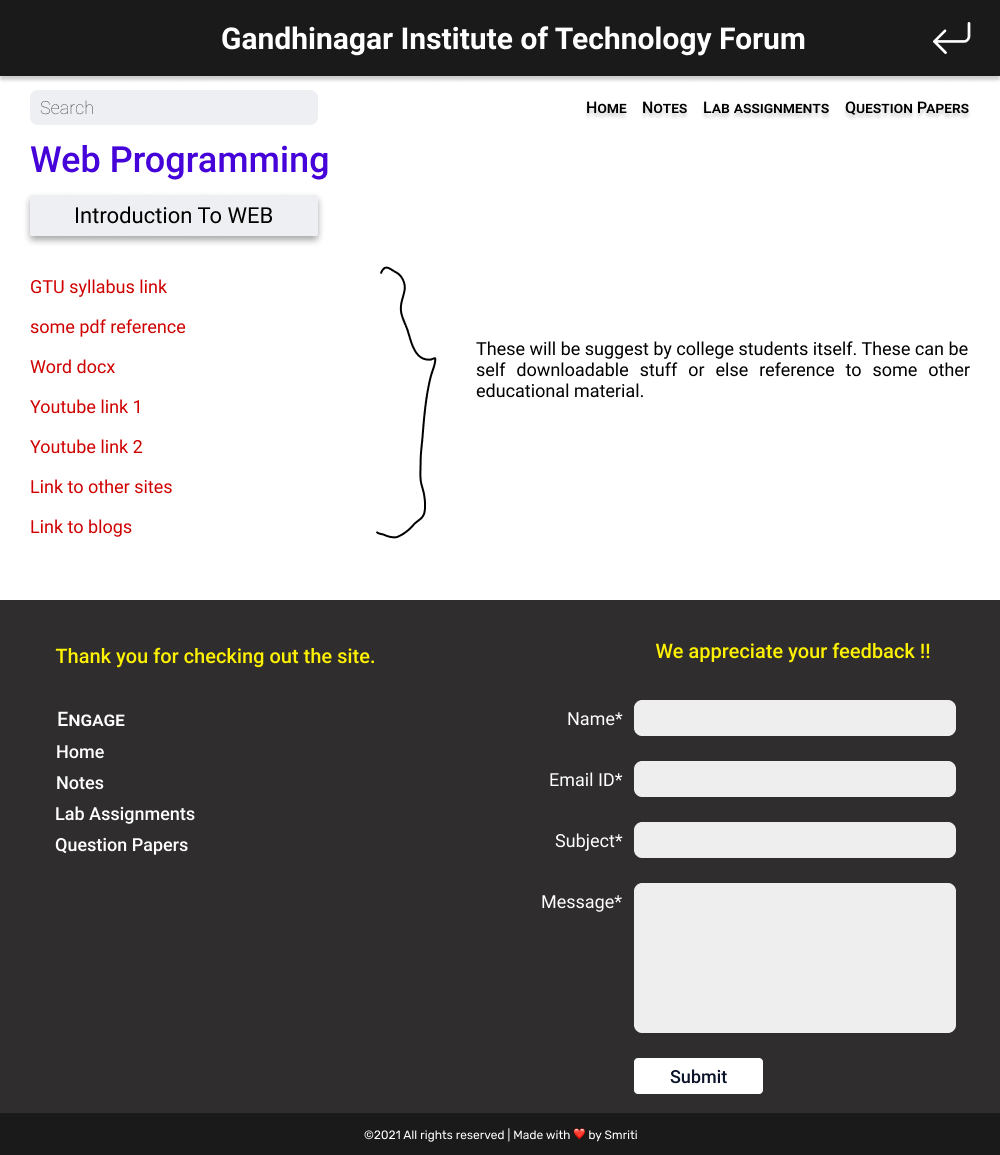 Gandhinagar Institute of Technology Forum
Search
Home Notes Lab assignments Question Papers
Web Programming
Introduction To WEB
GTU syllabus link
some pdf reference
Word docx
Youtube link 1
Youtube link 2
Link to other sites
Link to blogs
These will be suggest by college students itself. These can be
self downloadable stuff or else reference to some other
educational material.
Thank you for checking out the site.
Engage
Home
Notes
Lab Assignments
Question Papers
We appreciate your feedback !!
Name*
Email ID*
Subject*
Message*
Submit
©2021 All rights reserved | Made with ❤️ by Smriti